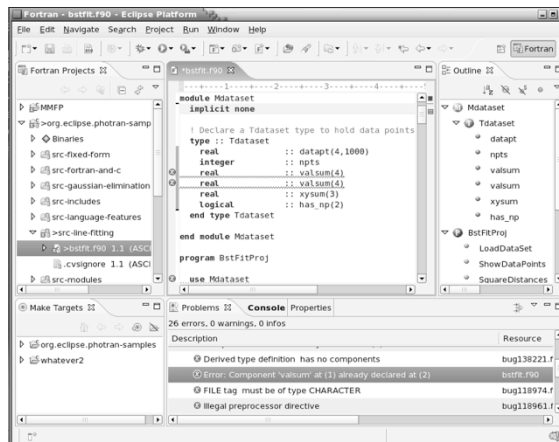 Fortran - bstfit.f90 - Eclipse Platform
File Edit Navigate Search Project Run Window Help
Fortran
Fortran Projects
MMFP
>org.eclipse.photran-samp
Binaries
src-fixed-form
src-fortran-and-c
src-gaussian-elimination
src-includes
src-language-features
>src-line-fitting
>bstfit.f90 1.1 (ASCI
.cvsignore 1.1 (ASCI
src-modules
*bstfit.f90
module Mdataset
implicit none
! Declare a Tdataset type to hold data points
type :: Tdataset
real :: datapt(4,1000)
integer :: npts
real :: valsum(4)
real :: valsum(4)
real :: xysum(3)
logical :: has_np(2)
end type Tdataset
end module Mdataset
program BstFitProj
use Mdataset
Outline
Mdataset
Tdataset
datapt
npts
valsum
valsum
xysum
has_np
BstFitProj
LoadDataSet
ShowDataPoints
SquareDistances
Make Targets
org.eclipse.photran-samples
whatever2
Problems Console Properties
26 errors, 0 warnings, 0 infos
Description Resource
Derived type definition has no components bug138221.f
Error: Component 'valsum' at (1) already declared at (2) bstfit.f90
FILE tag must be of type CHARACTER bug118974.f
Illegal preprocessor directive bug118961.f